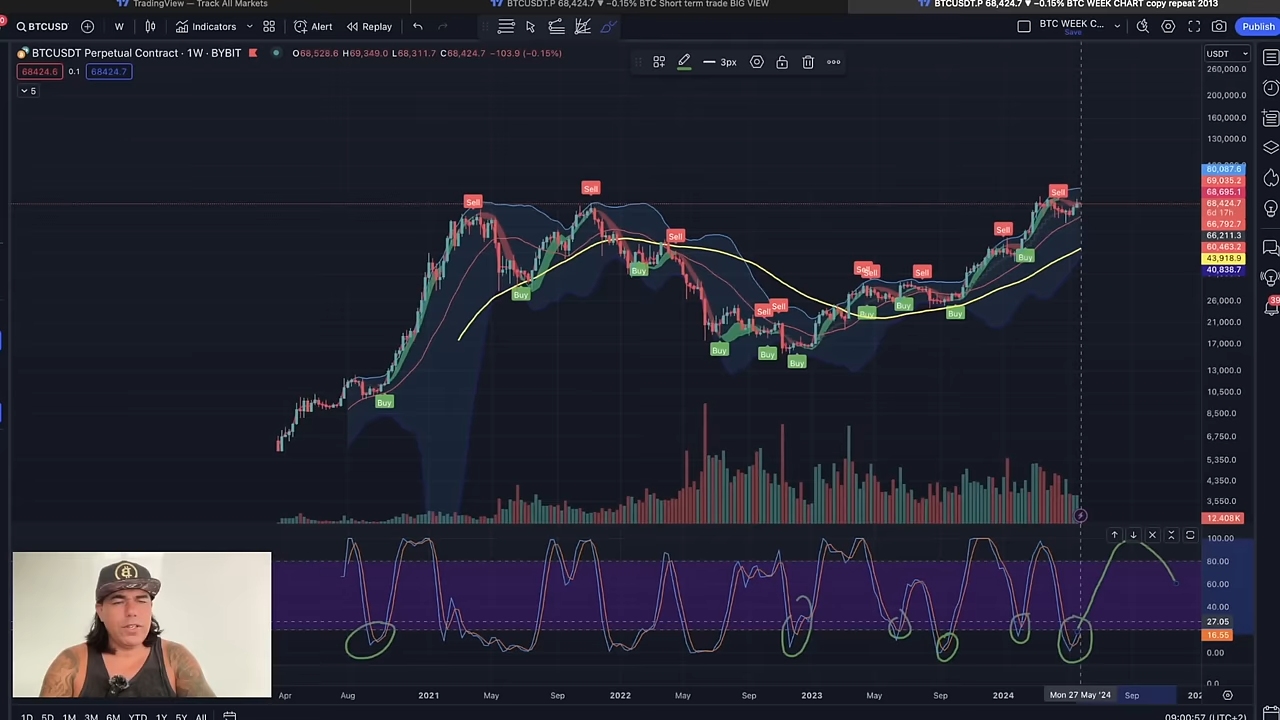 TradingView — Track All Markets
BTCUSDT.P 68,424.7 ▼ −0.15% BTC Short term trade BIG VIEW
BTCUSDT.P 68,424.7 ▼ −0.15% BTC WEEK CHART copy repeat 2013
BTCUSDT
W
Indicators
Alert
Replay
BTC WEEK C...
Save
Publish
BTCUSDT Perpetual Contract · 1W · BYBIT
O68,528.6 H69,349.0 L68,311.7 C68,424.7 −103.9 (−0.15%)
68424.6
0.1
68424.7
5
3px
USDT
260,000.0
200,000.0
160,000.0
130,000.0
80,087.6
69,035.2
68,695.1
68,424.7
6d 17h
66,792.7
66,211.3
60,463.2
43,918.9
40,838.7
26,000.0
21,000.0
17,000.0
13,000.0
10,500.0
8,500.0
6,750.0
5,350.0
4,350.0
3,550.0
12.408K
Sell
Sell
Sell
Sell
Sell
Sell
Sell
Sell
Sell
Sell
Buy
Buy
Buy
Buy
Buy
Buy
Buy
Buy
Buy
Buy
100.00
80.00
60.00
40.00
27.05
16.55
0.00
Apr
Aug
2021
May
Sep
2022
May
Sep
2023
May
Sep
2024
Mon 27 May '24
Sep
1D 5D 1M 3M 6M YTD 1Y 5Y All
09:00:57 (UTC+2)